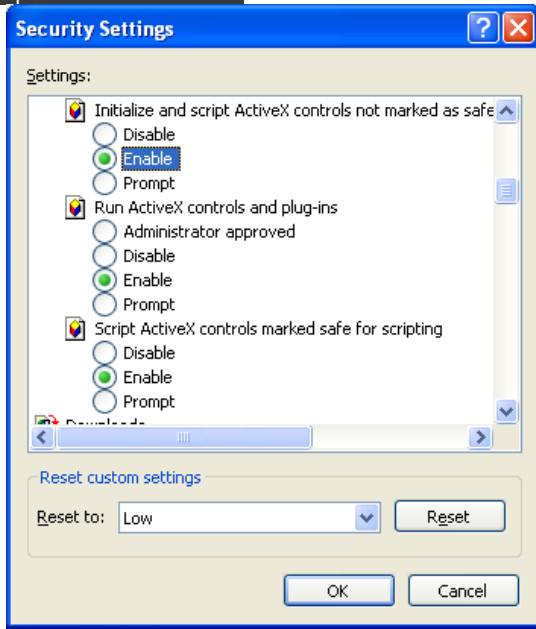 Security Settings
Settings:
Initialize and script ActiveX controls not marked as safe
Disable
Enable
Prompt
Run ActiveX controls and plug-ins
Administrator approved
Disable
Enable
Prompt
Script ActiveX controls marked safe for scripting
Disable
Enable
Prompt
Downloads
Reset custom settings
Reset to: Low Reset
OK Cancel